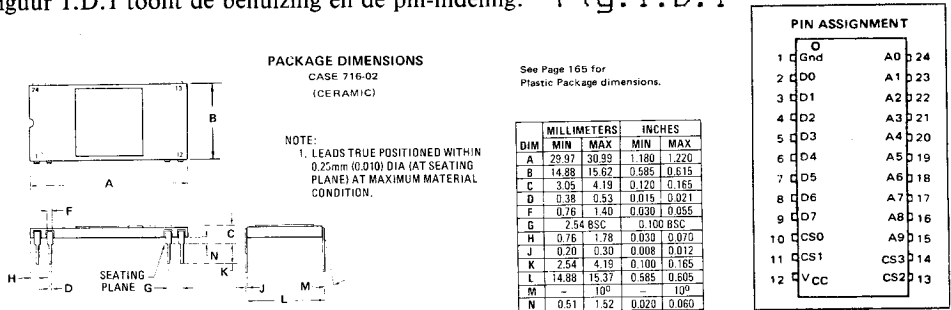 iguur 1.D.1 toont de behuizing en de pin-indeling. Fig.1.D.1
PACKAGE DIMENSIONS
CASE 716-02
(CERAMIC)
24
13
1
12
B
A
NOTE:
1. LEADS TRUE POSITIONED WITHIN
0.25mm (0.010) DIA (AT SEATING
PLANE) AT MAXIMUM MATERIAL
CONDITION.
F
C
N
K
H
D
SEATING
PLANE
G
J
M
L
See Page 165 for
Plastic Package dimensions.
MILLIMETERS INCHES
DIM MIN MAX MIN MAX
A 29.97 30.99 1.180 1.220
B 14.88 15.62 0.585 0.615
C 3.05 4.19 0.120 0.165
D 0.38 0.53 0.015 0.021
F 0.76 1.40 0.030 0.055
G 2.54 BSC 0.100 BSC
H 0.76 1.78 0.030 0.070
J 0.20 0.30 0.008 0.012
K 2.54 4.19 0.100 0.165
L 14.88 15.37 0.585 0.605
M – 10º – 10º
N 0.51 1.52 0.020 0.060
PIN ASSIGNMENT
1 Gnd A0 24
2 D0 A1 23
3 D1 A2 22
4 D2 A3 21
5 D3 A4 20
6 D4 A5 19
7 D5 A6 18
8 D6 A7 17
9 D7 A8 16
10 CS0 A9 15
11 CS1 CS3 14
12 VCC CS2 13